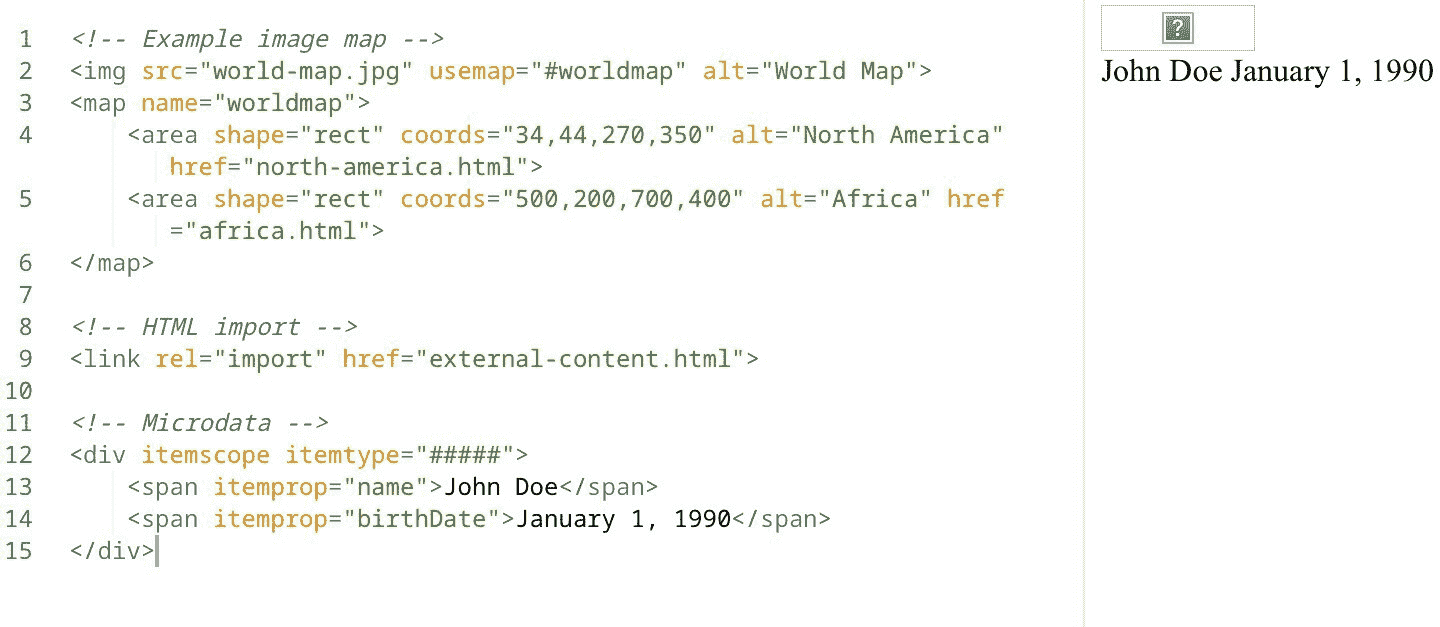 1 <!-- Example image map -->
2 <img src="world-map.jpg" usemap="#worldmap" alt="World Map">
3 <map name="worldmap">
4 <area shape="rect" coords="34,44,270,350" alt="North America"
href="north-america.html">
5 <area shape="rect" coords="500,200,700,400" alt="Africa" href
="africa.html">
6 </map>
7
8 <!-- HTML import -->
9 <link rel="import" href="external-content.html">
10
11 <!-- Microdata -->
12 <div itemscope itemtype="#####">
13 <span itemprop="name">John Doe</span>
14 <span itemprop="birthDate">January 1, 1990</span>
15 </div>
?
John Doe January 1, 1990